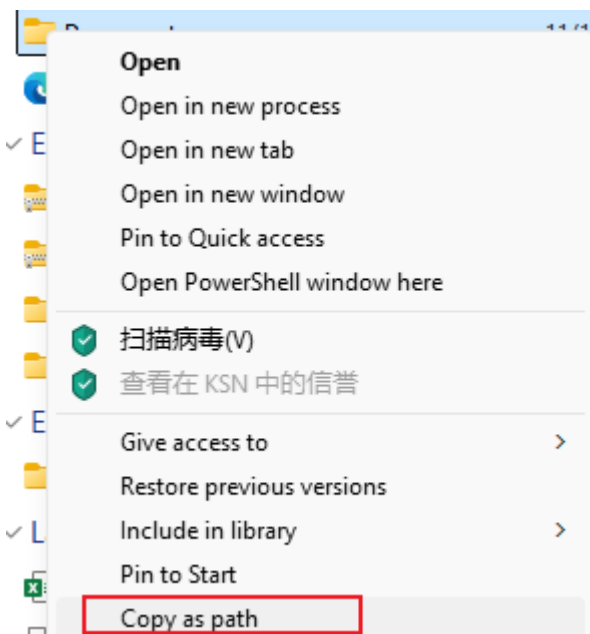 Open
Open in new process
Open in new tab
Open in new window
Pin to Quick access
Open PowerShell window here
扫描病毒(V)
查看在 KSN 中的信誉
Give access to
Restore previous versions
Include in library
Pin to Start
Copy as path
E
E
L